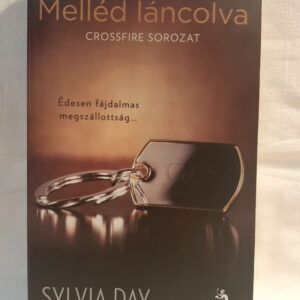 Melléd láncolva
CROSSFIRE SOROZAT
Édesen fájdalmas
megszállottság...
SYLVIA DAY